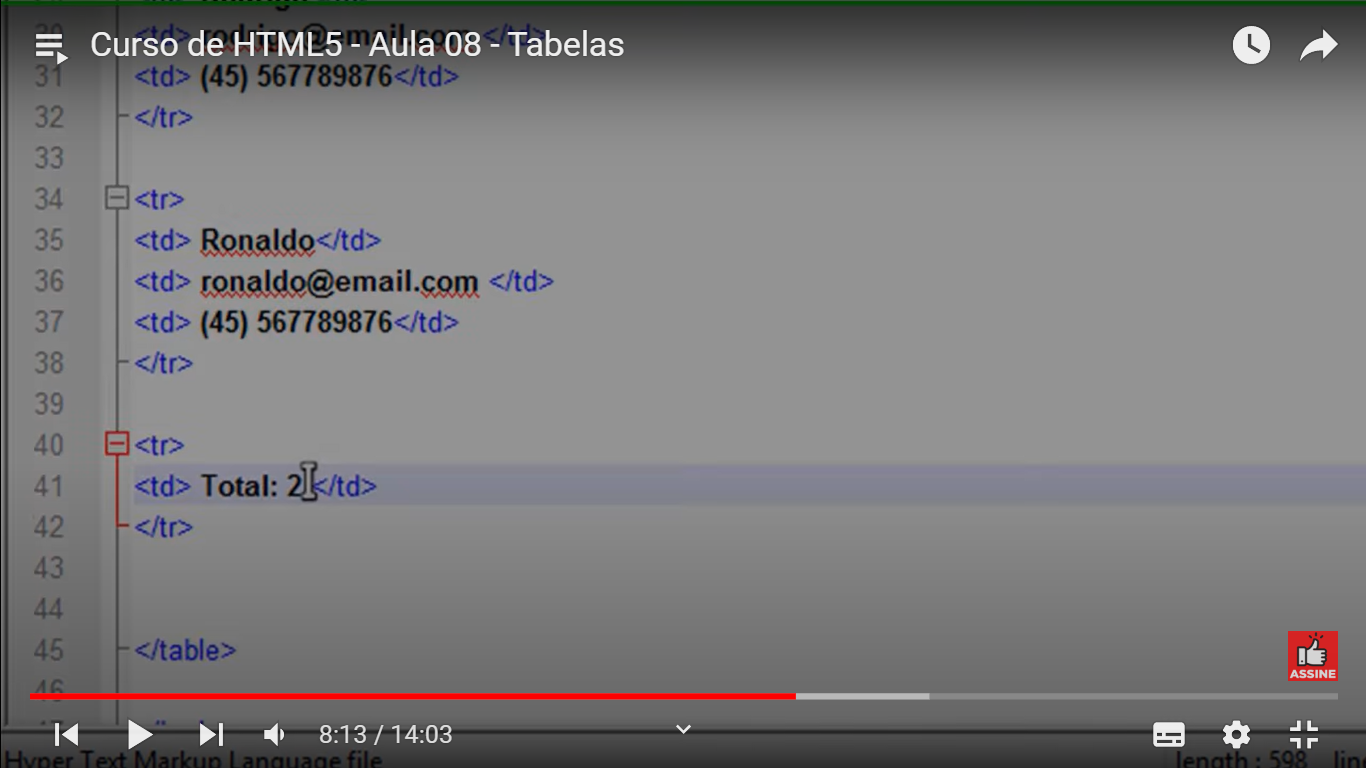 Curso de HTML5 - Aula 08 - Tabelas
30 <td> rodrigo@email.com </td>
31 <td> (45) 567789876</td>
32 </tr>
33
34 <tr>
35 <td> Ronaldo</td>
36 <td> ronaldo@email.com </td>
37 <td> (45) 567789876</td>
38 </tr>
39
40 <tr>
41 <td> Total: 2 </td>
42 </tr>
43
44
45 </table>
46
ASSINE
8:13 / 14:03
Hyper Text Markup Language file
length : 598